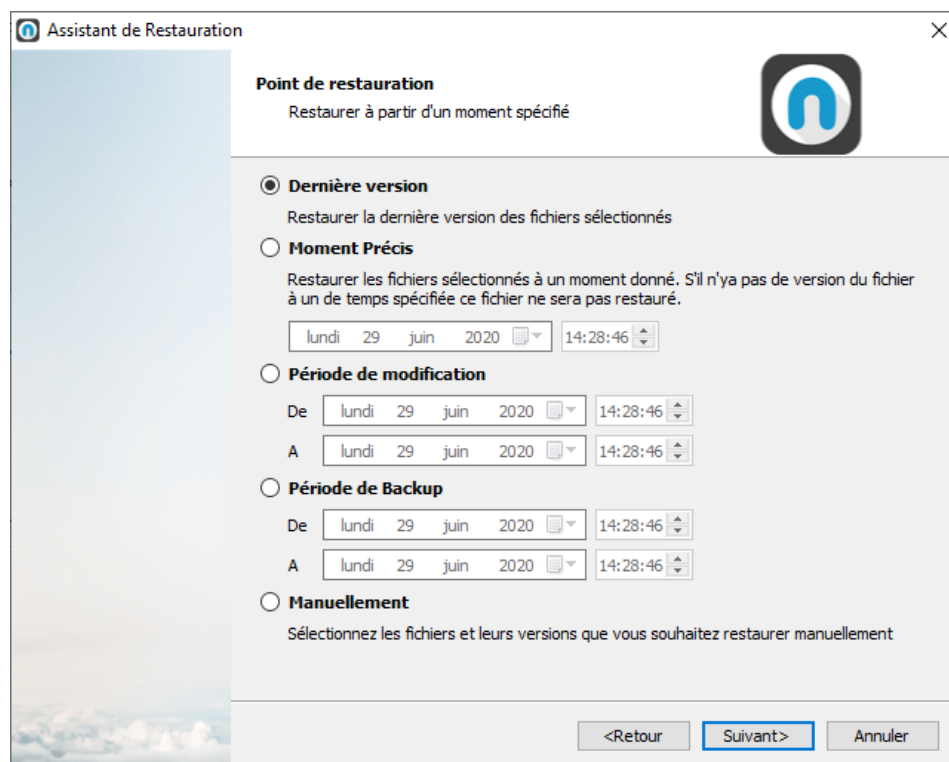 Assistant de Restauration
Point de restauration
Restaurer à partir d'un moment spécifié
Dernière version
Restaurer la dernière version des fichiers sélectionnés
Moment Précis
Restaurer les fichiers sélectionnés à un moment donné. S'il n'ya pas de version du fichier
à un de temps spécifiée ce fichier ne sera pas restauré.
lundi 29 juin 2020 14:28:46
Période de modification
De lundi 29 juin 2020 14:28:46
A lundi 29 juin 2020 14:28:46
Période de Backup
De lundi 29 juin 2020 14:28:46
A lundi 29 juin 2020 14:28:46
Manuellement
Sélectionnez les fichiers et leurs versions que vous souhaitez restaurer manuellement
<Retour Suivant> Annuler